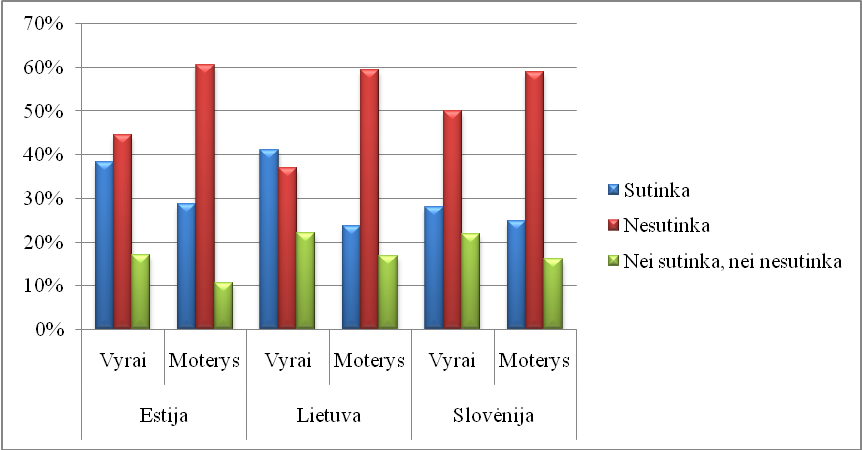 70%
60%
50%
40%
30%
20%
10%
0%
Vyrai Moterys Vyrai Moterys Vyrai Moterys
Estija Lietuva Slovėnija
Sutinka
Nesutinka
Nei sutinka, nei nesutinka